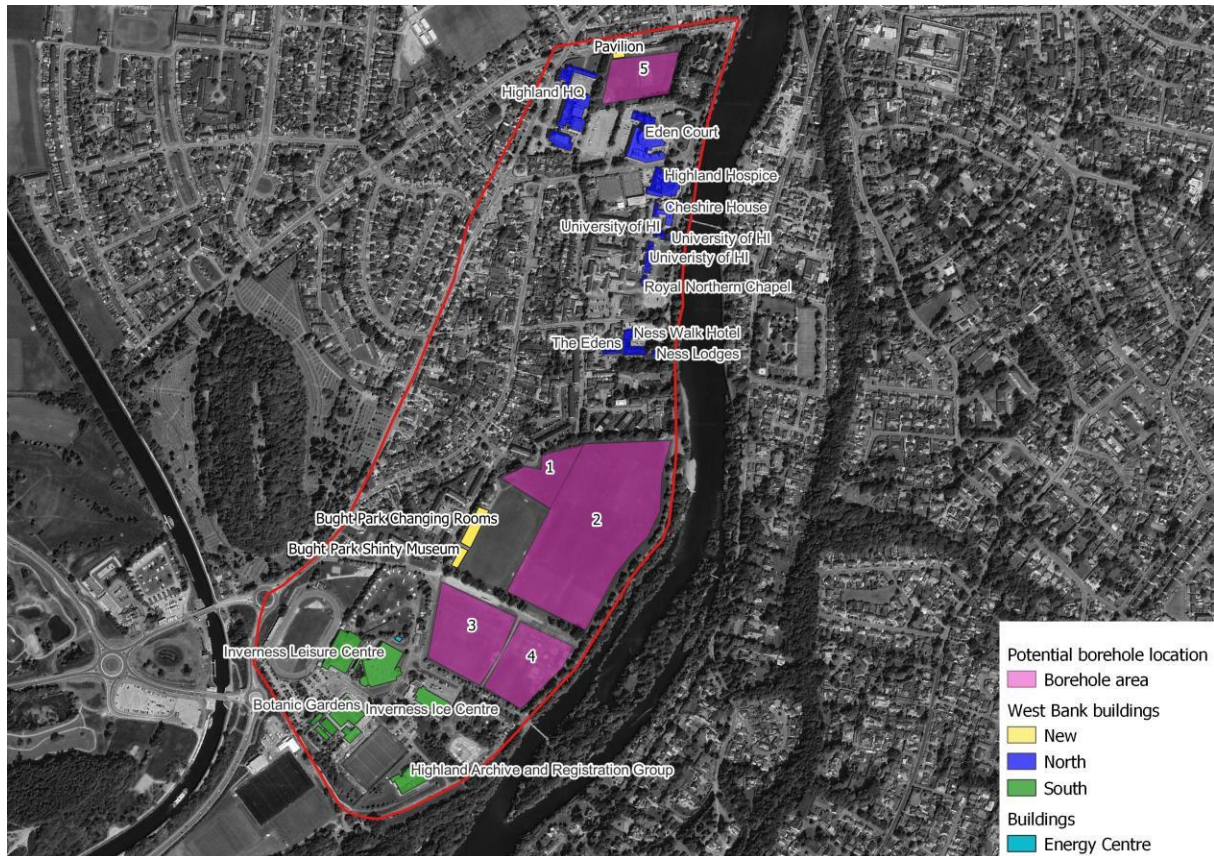 Pavilion
5
Highland HQ
Eden Court
Highland Hospice
Cheshire House
University of HI
University of HI
Univeristy of HI
Royal Northern Chapel
Ness Walk Hotel
The Edens
Ness Lodges
1
2
Bught Park Changing Rooms
Bught Park Shinty Museum
3
4
Inverness Leisure Centre
Botanic Gardens
Inverness Ice Centre
Highland Archive and Registration Group
Potential borehole location
Borehole area
West Bank buildings
New
North
South
Buildings
Energy Centre